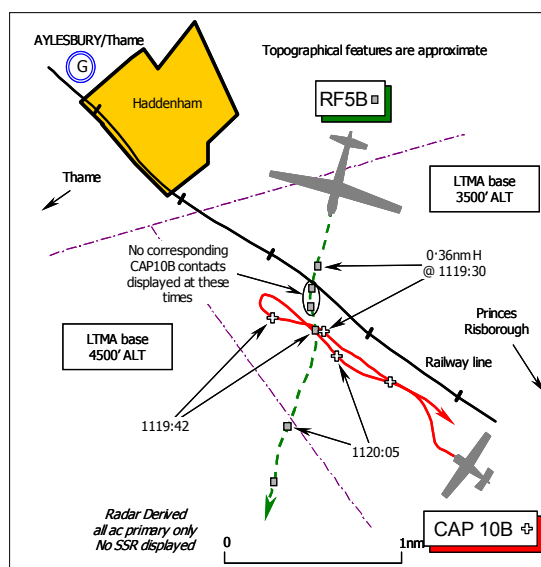 AYLESBURY/Thame
G
Topographical features are approximate
RF5B
Haddenham
Thame
LTMA base
3500' ALT
No corresponding
CAP10B contacts
displayed at these
times
0·36nm H
@ 1119:30
LTMA base
4500' ALT
Princes
Risborough
Railway line
1119:42
1120:05
Radar Derived
all ac primary only
No SSR displayed
0
1nm
CAP 10B